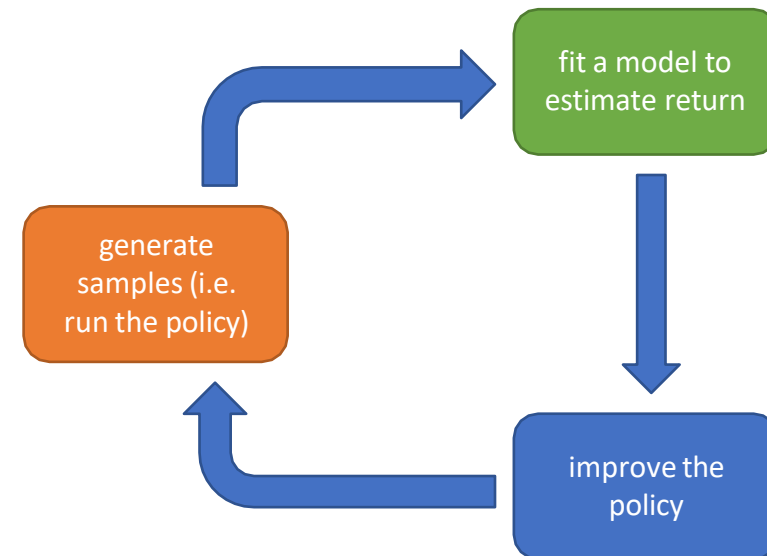 fit a model to
estimate return
generate
samples (i.e.
run the policy)
improve the
policy